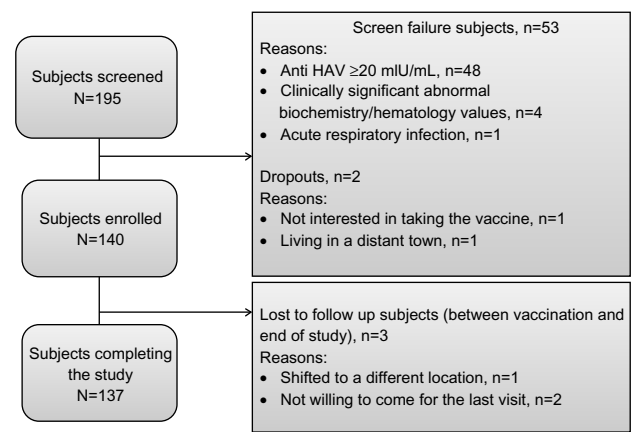 Subjects screened
N=195
Subjects enrolled
N=140
Subjects completing
the study
N=137
Screen failure subjects, n=53
Reasons:
• Anti HAV ≥20 mIU/mL, n=48
• Clinically significant abnormal
biochemistry/hematology values, n=4
• Acute respiratory infection, n=1
Dropouts, n=2
Reasons:
• Not interested in taking the vaccine, n=1
• Living in a distant town, n=1
Lost to follow up subjects (between vaccination and
end of study), n=3
Reasons:
• Shifted to a different location, n=1
• Not willing to come for the last visit, n=2